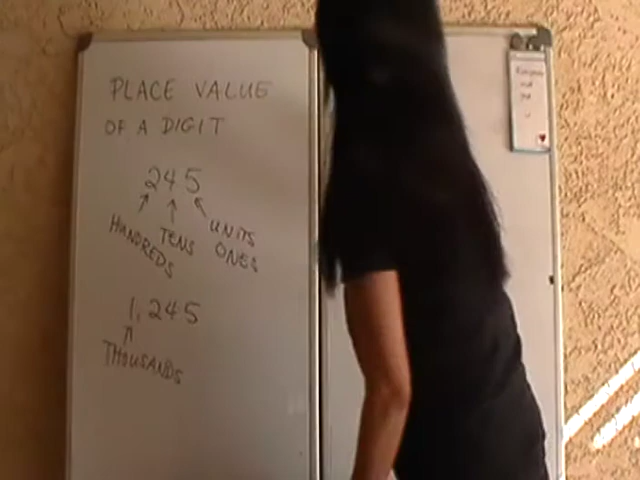 PLACE VALUE
OF A DIGIT
245
HUNDREDS
TENS
UNITS
ONES
1,245
THOUSANDS